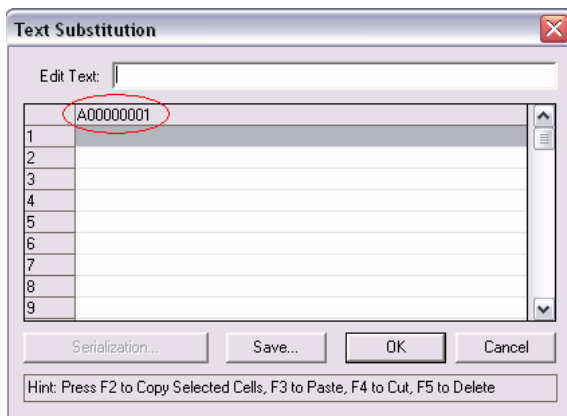 Text Substitution
Edit Text:
A00000001
1
2
3
4
5
6
7
8
9
Serialization... Save... OK Cancel
Hint: Press F2 to Copy Selected Cells, F3 to Paste, F4 to Cut, F5 to Delete